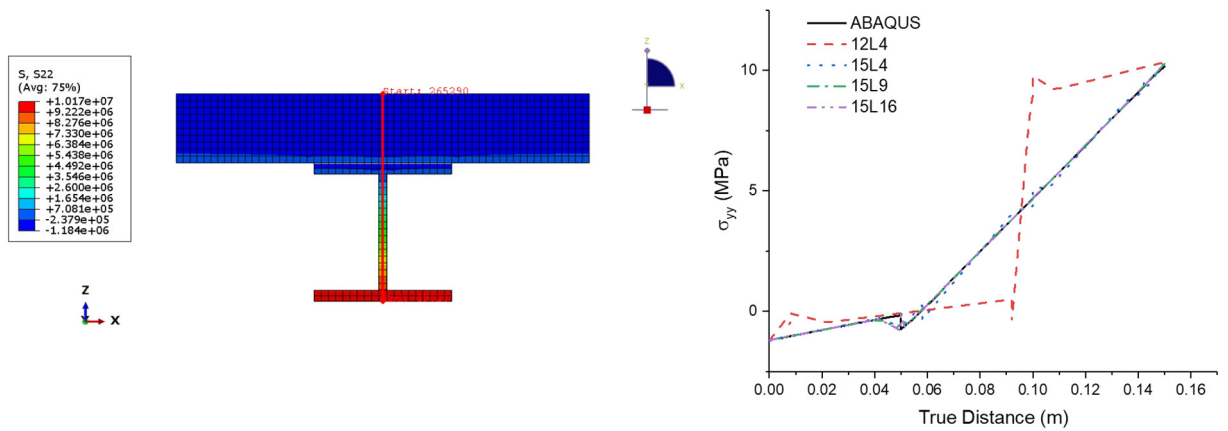 S, S22
(Avg: 75%)
+1.017e+07
+9.222e+06
+8.276e+06
+7.330e+06
+6.384e+06
+5.438e+06
+4.492e+06
+3.546e+06
+2.600e+06
+1.654e+06
+7.081e+05
-2.379e+05
-1.184e+06
Start: 265290
Z
X
z
x
ABAQUS
12L4
15L4
15L9
15L16
10
5
0
σyy (MPa)
0.00 0.02 0.04 0.06 0.08 0.10 0.12 0.14 0.16
True Distance (m)